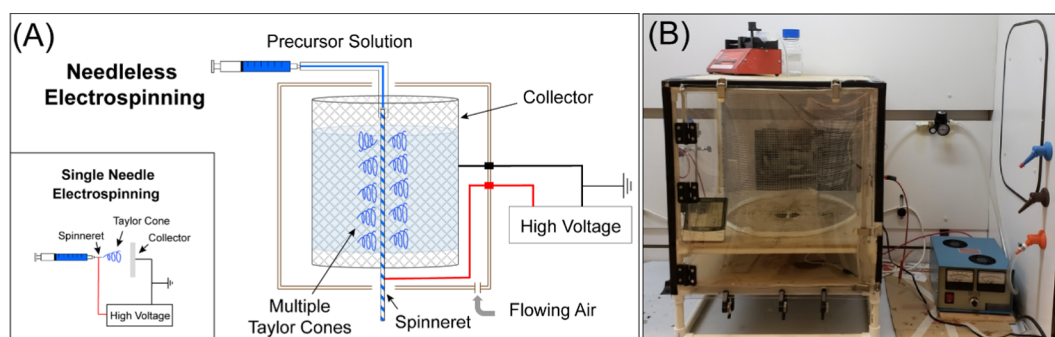 (A)
Needleless
Electrospinning
Precursor Solution
Collector
High Voltage
Flowing Air
Spinneret
Multiple
Taylor Cones
Single Needle
Electrospinning
Taylor Cone
Spinneret
Collector
High Voltage
(B)